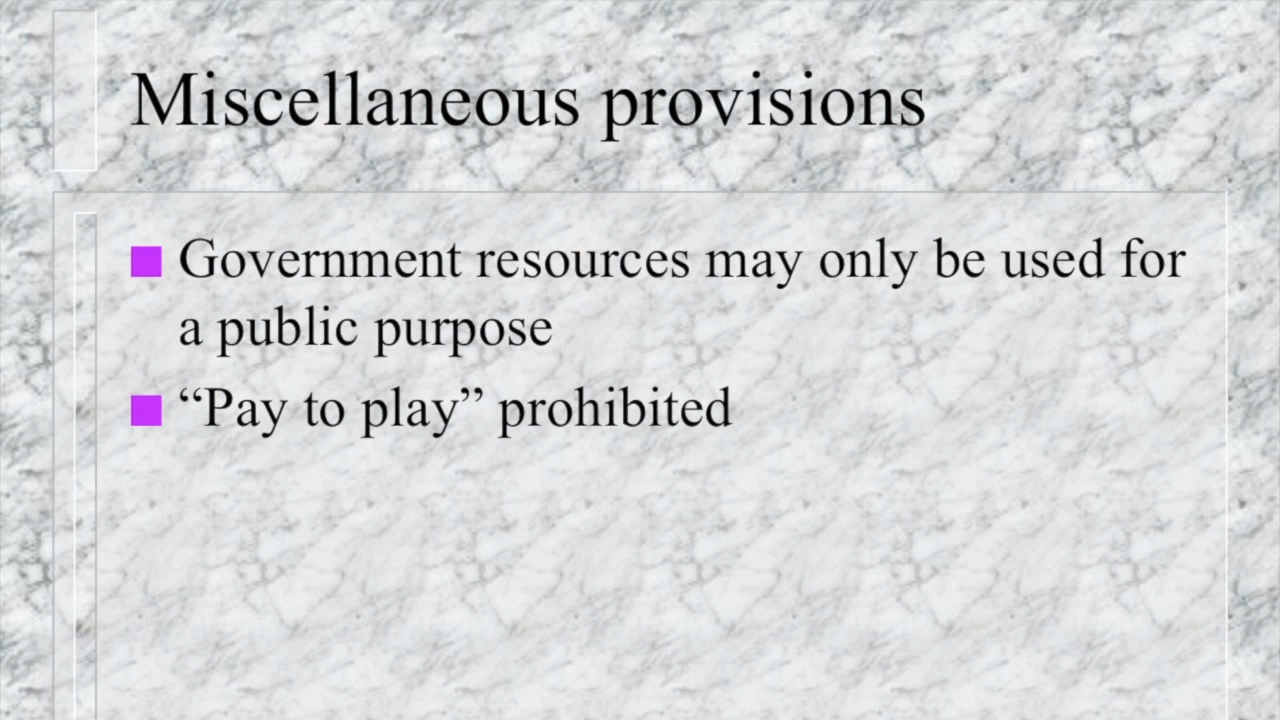 Miscellaneous provisions
Government resources may only be used for
a public purpose
“Pay to play” prohibited